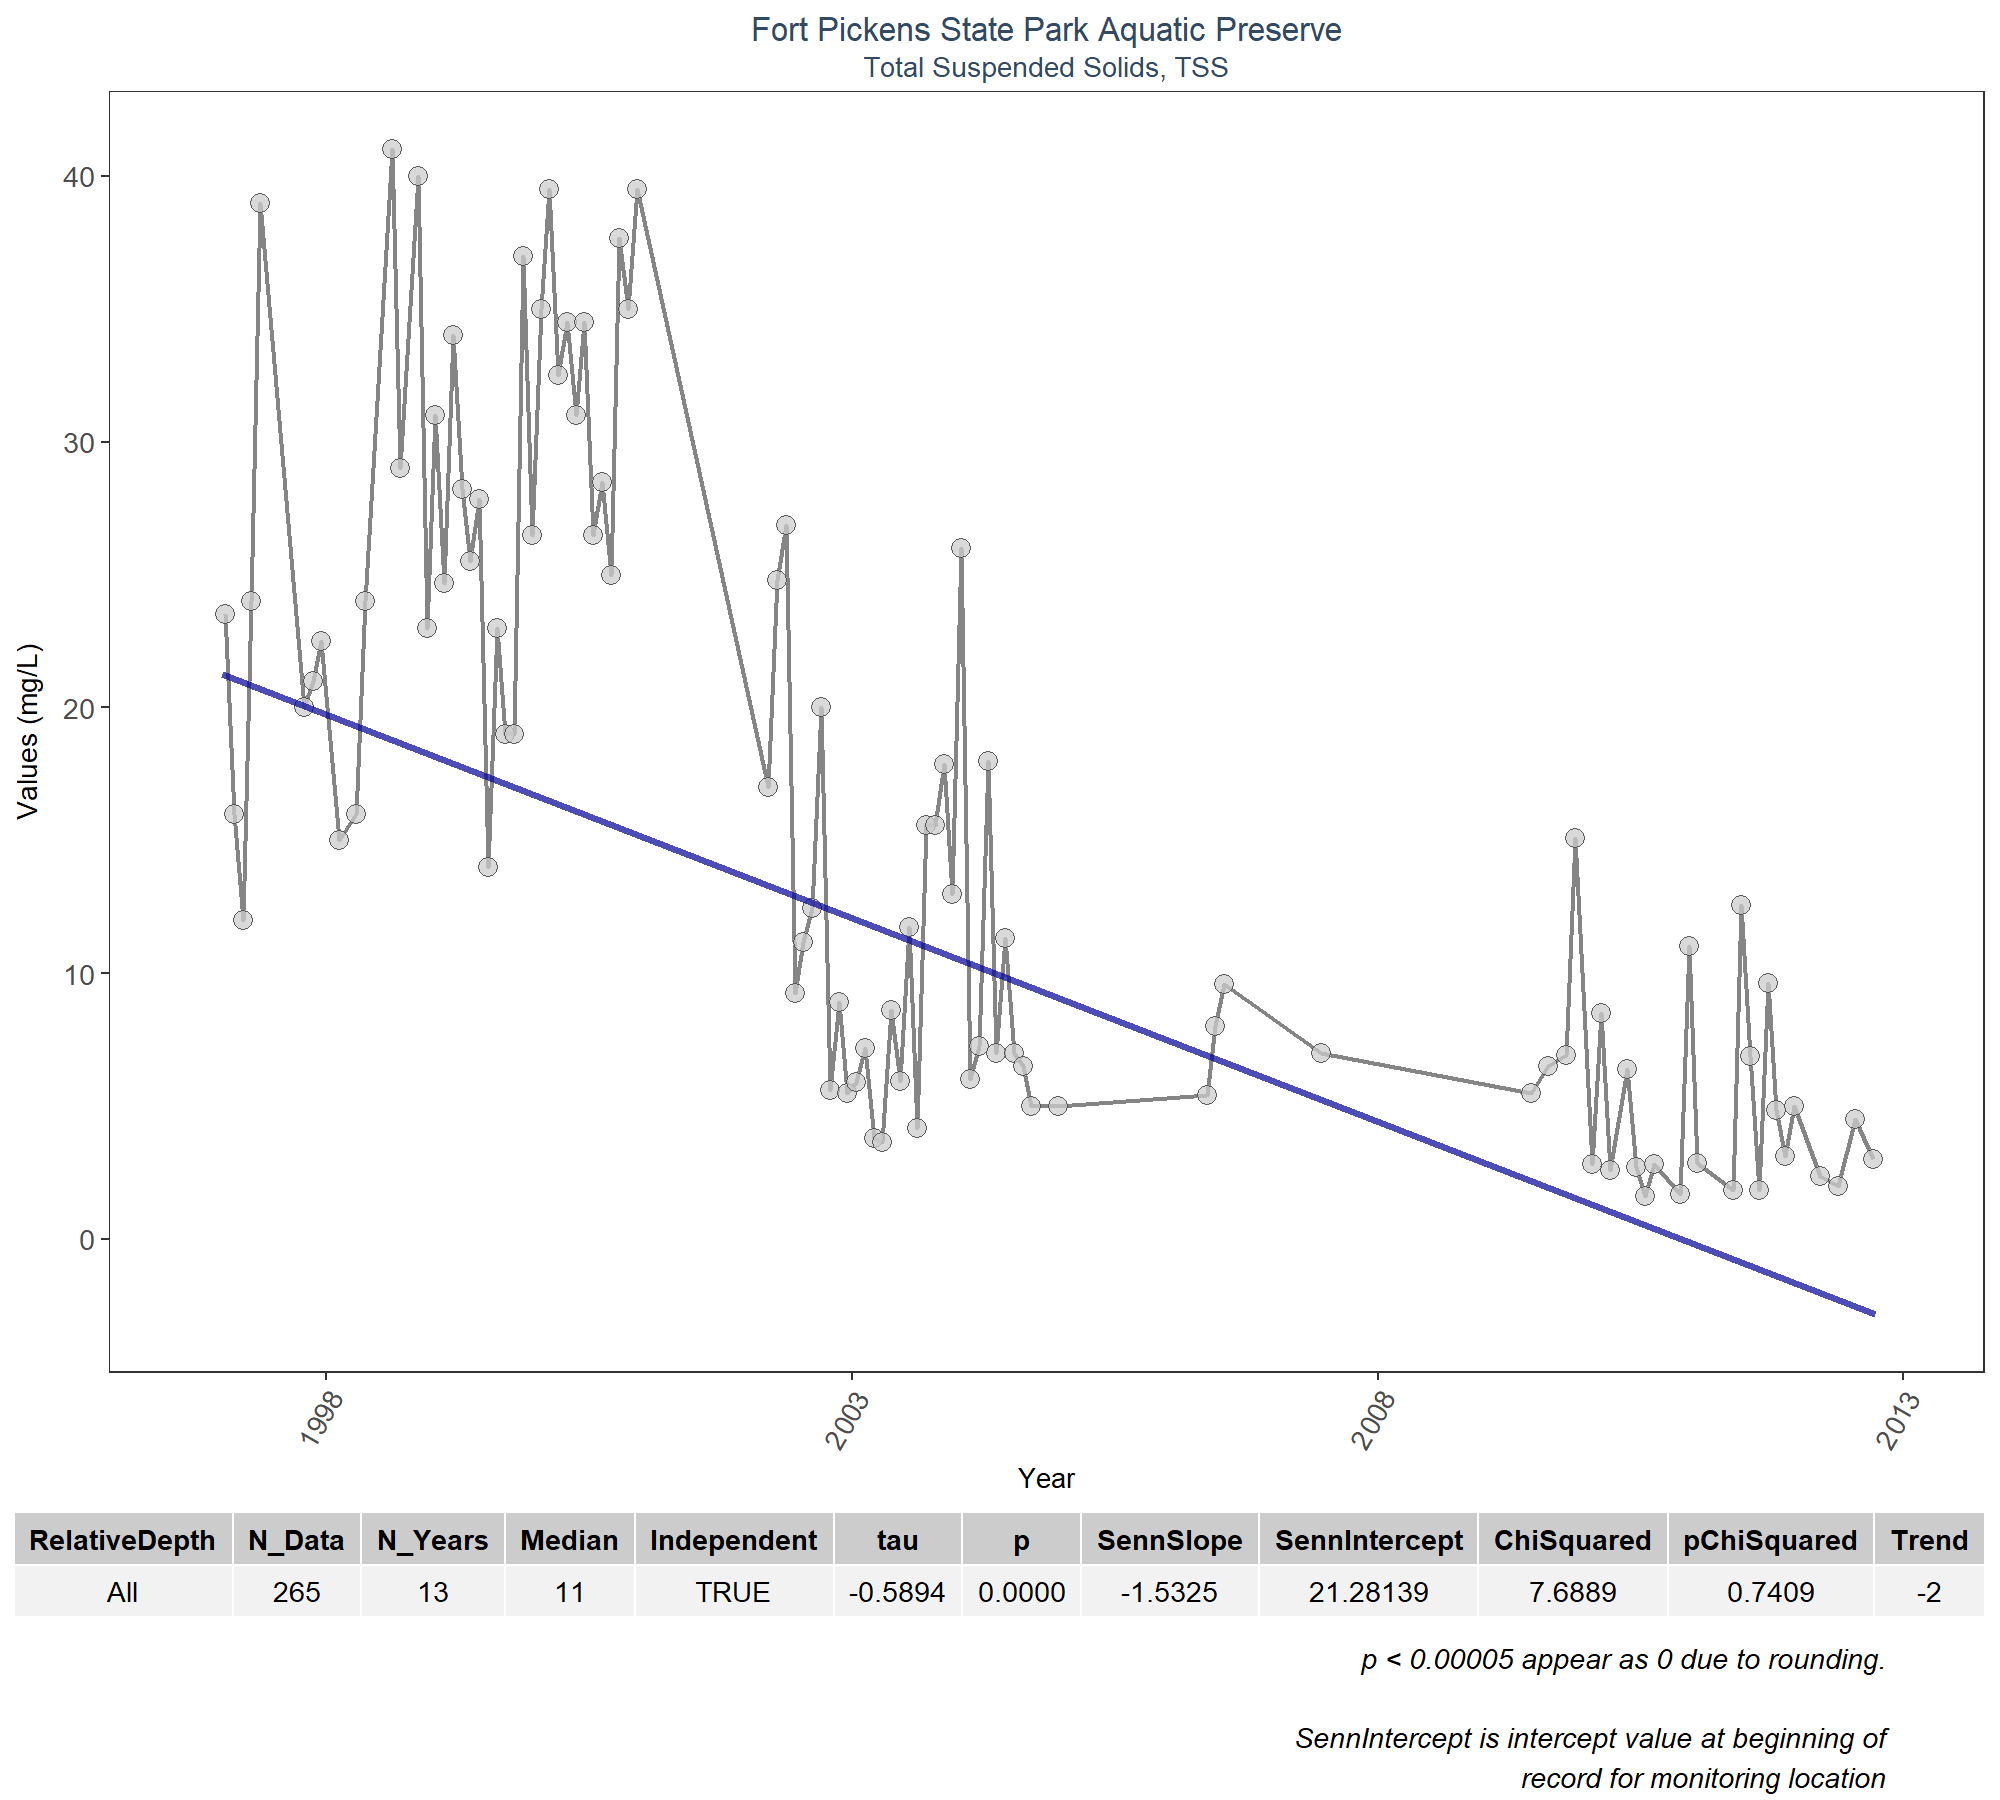 Fort Pickens State Park Aquatic Preserve
Total Suspended Solids, TSS
Values (mg/L)
40
30
20
10
0
1998 2003 2008 2013
Year
RelativeDepth N_Data N_Years Median Independent tau p SennSlope SennIntercept ChiSquared pChiSquared Trend
All 265 13 11 TRUE -0.5894 0.0000 -1.5325 21.28139 7.6889 0.7409 -2
p < 0.00005 appear as 0 due to rounding.
SennIntercept is intercept value at beginning of
record for monitoring location